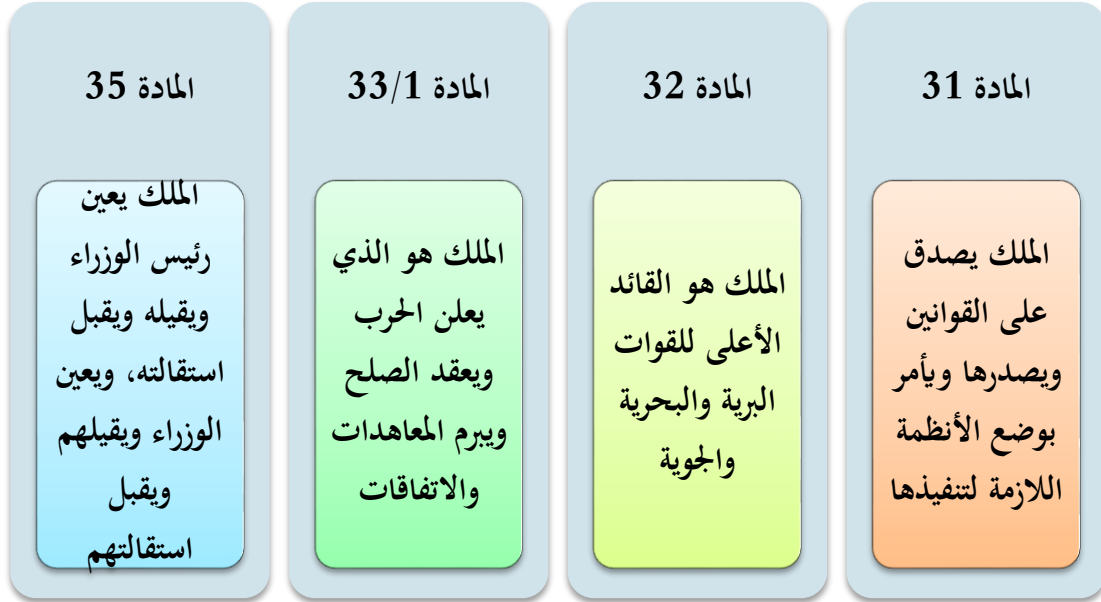 المادة 31
الملك يصدق
على القوانين
ويصدرها ويأمر
بوضع الأنظمة
اللازمة لتنفيذها
المادة 32
الملك هو القائد
الأعلى للقوات
البرية والبحرية
والجوية
المادة 33/1
الملك هو الذي
يعلن الحرب
ويعقد الصلح
ويبرم المعاهدات
والاتفاقات
المادة 35
الملك يعين
رئيس الوزراء
ويقيله ويقبل
استقالته، ويعين
الوزراء ويقيلهم
ويقبل
استقالتهم